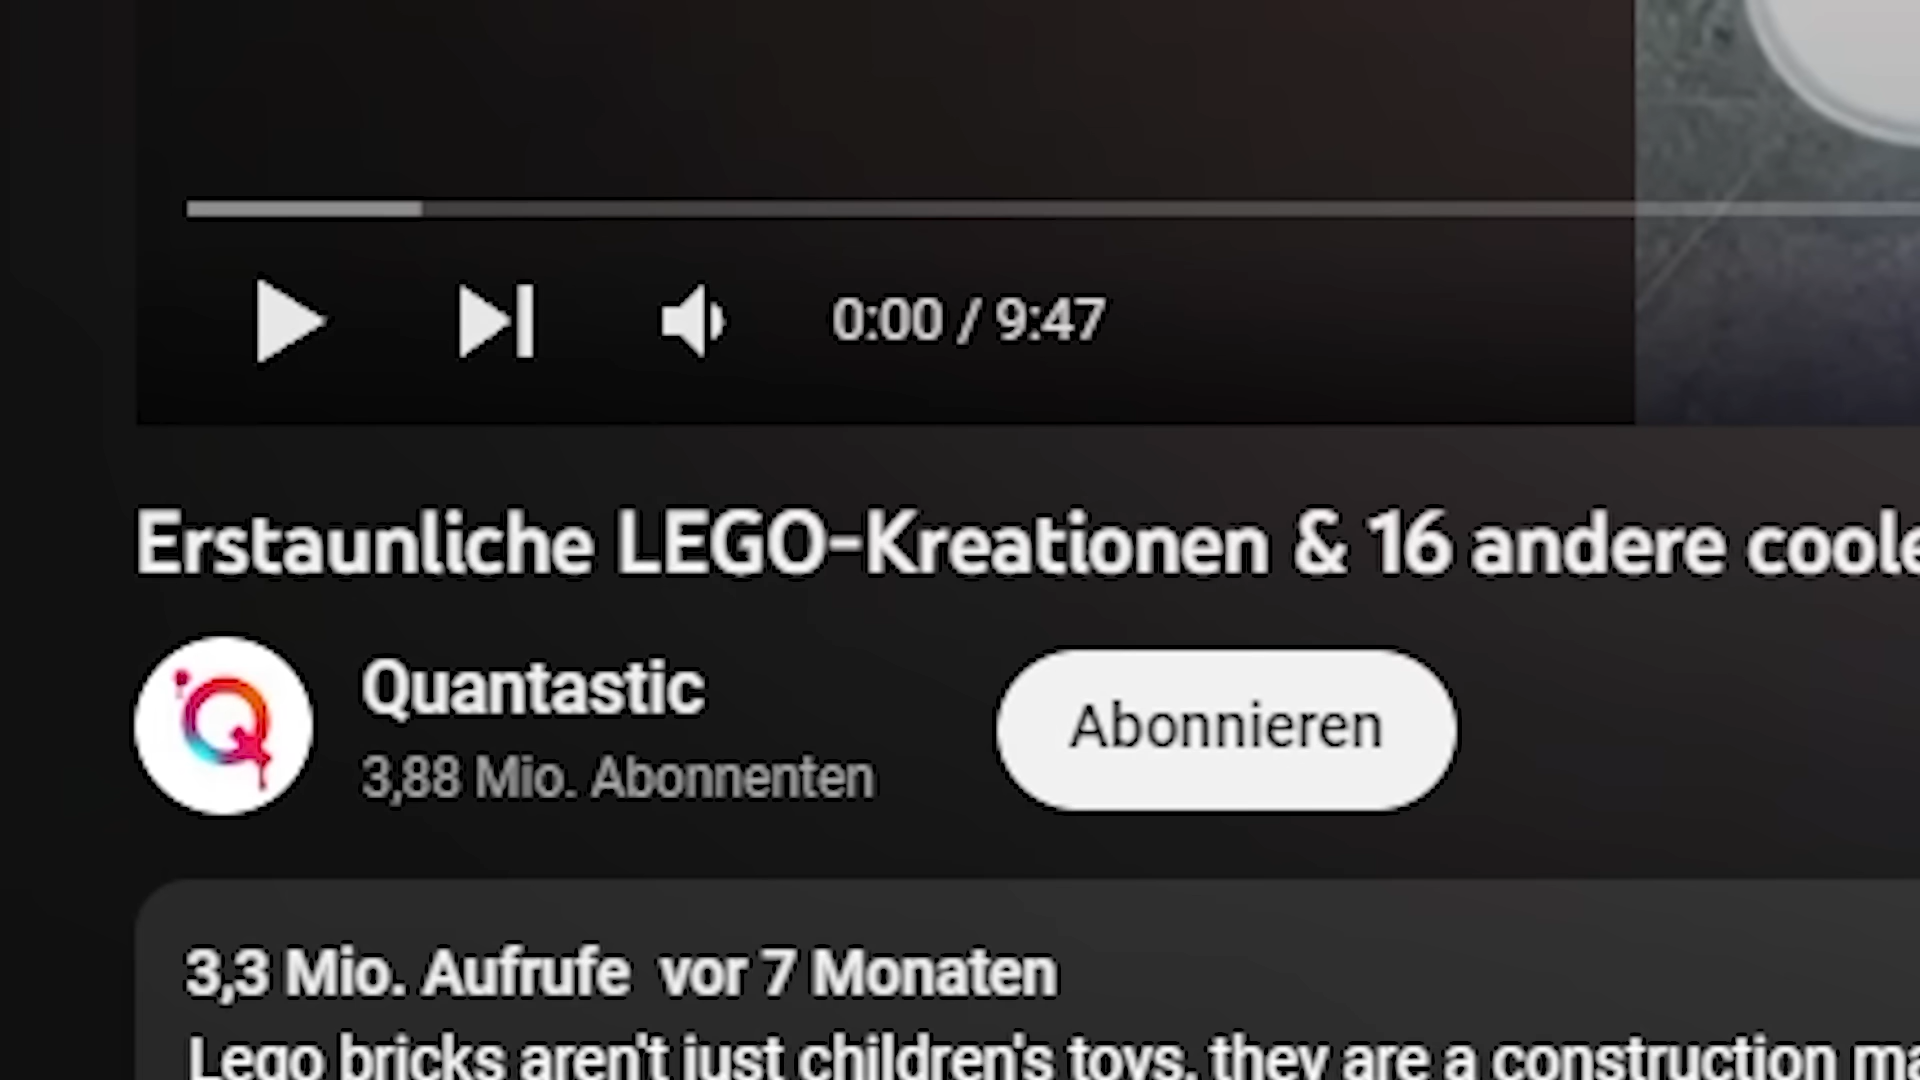 0:00 / 9:47
Erstaunliche LEGO-Kreationen & 16 andere coole
Quantastic
3,88 Mio. Abonnenten
Abonnieren
3,3 Mio. Aufrufe vor 7 Monaten
Lego bricks aren't just children's toys, they are a construction